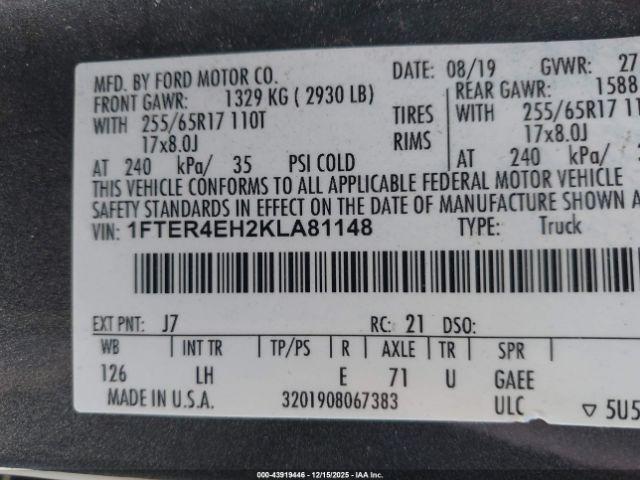 MFD. BY FORD MOTOR CO.
DATE: 08/19 GVWR: 27
FRONT GAWR: 1329 KG ( 2930 LB)
REAR GAWR: 1588
WITH 255/65R17 110T TIRES WITH 255/65R17 11
17x8.0J RIMS 17x8.0J
AT 240 kPa/ 35 PSI COLD AT 240 kPa/
THIS VEHICLE CONFORMS TO ALL APPLICABLE FEDERAL MOTOR VEHICLE
SAFETY STANDARDS IN EFFECT ON THE DATE OF MANUFACTURE SHOWN A
VIN: 1FTER4EH2KLA81148 TYPE: Truck
EXT PNT: J7 RC: 21 DSO:
WB INT TR TP/PS R AXLE TR SPR
126 LH E 71 U GAEE
MADE IN U.S.A. 3201908067383 ULC ▽ 5U5
000-43919446 - 12/15/2025 - IAA Inc.